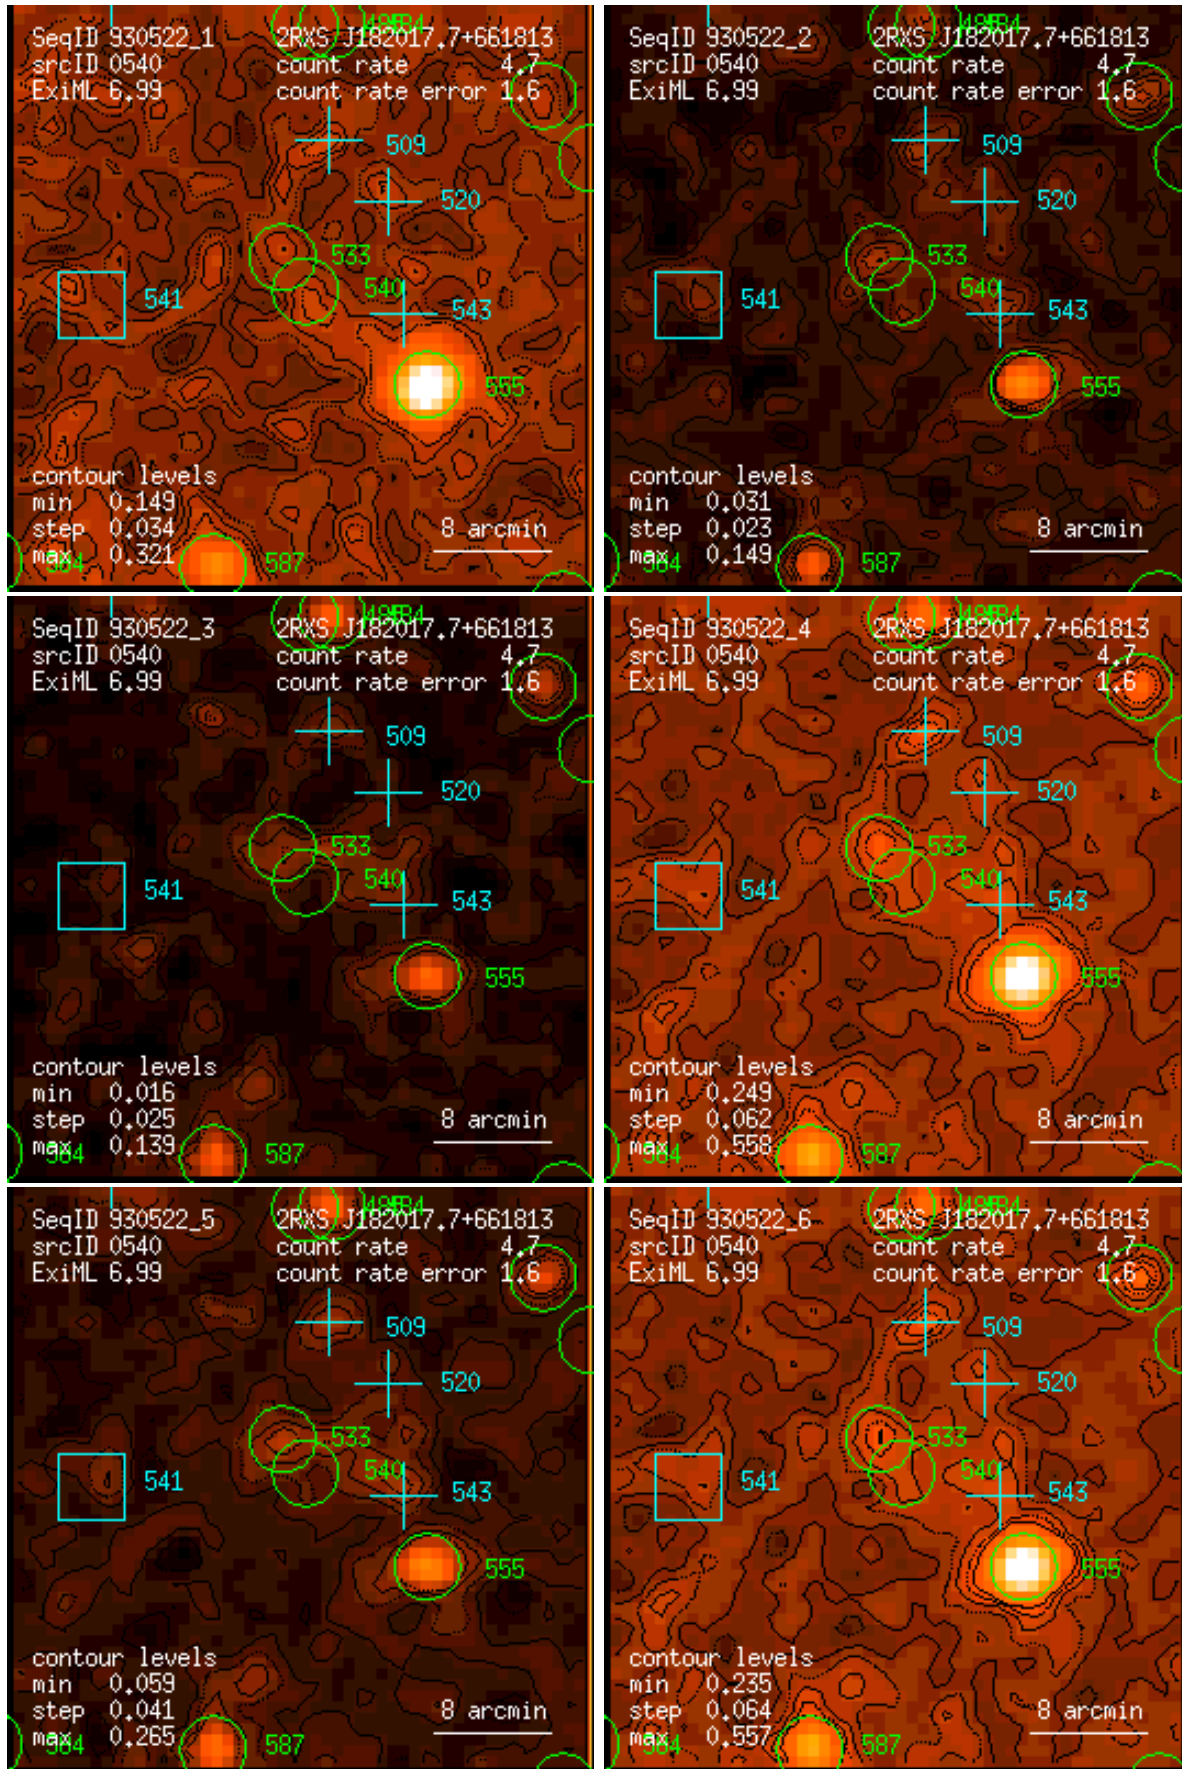 SeqID 930522_1 2RXS J182017.7+661813
srcID 0540 count rate 4.7
ExiML 6.99 count rate error 1.6
509
520
533
541 540 543
555
contour levels
min 0.149
step 0.034 8 arcmin
max 0.321 587
SeqID 930522_2 2RXS J182017.7+661813
srcID 0540 count rate 4.7
ExiML 6.99 count rate error 1.6
509
520
533
541 540 543
555
contour levels
min 0.031
step 0.023 8 arcmin
max 0.149 587
SeqID 930522_3 2RXS J182017.7+661813
srcID 0540 count rate 4.7
ExiML 6.99 count rate error 1.6
509
520
533
541 540 543
555
contour levels
min 0.016
step 0.025 8 arcmin
max 0.139 587
SeqID 930522_4 2RXS J182017.7+661813
srcID 0540 count rate 4.7
ExiML 6.99 count rate error 1.6
509
520
533
541 540 543
555
contour levels
min 0.249
step 0.062 8 arcmin
max 0.558 587
SeqID 930522_5 2RXS J182017.7+661813
srcID 0540 count rate 4.7
ExiML 6.99 count rate error 1.6
509
520
533
541 540 543
555
contour levels
min 0.059
step 0.041 8 arcmin
max 0.265 587
SeqID 930522_6 2RXS J182017.7+661813
srcID 0540 count rate 4.7
ExiML 6.99 count rate error 1.6
509
520
533
541 540 543
555
contour levels
min 0.235
step 0.064 8 arcmin
max 0.557 587